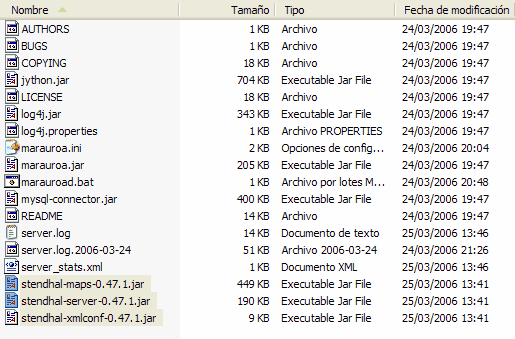 Nombre Tamaño Tipo Fecha de modificación
AUTHORS 1 KB Archivo 24/03/2006 19:47
BUGS 1 KB Archivo 24/03/2006 19:47
COPYING 18 KB Archivo 24/03/2006 19:47
jython.jar 704 KB Executable Jar File 24/03/2006 19:47
LICENSE 18 KB Archivo 24/03/2006 19:47
log4j.jar 343 KB Executable Jar File 24/03/2006 19:47
log4j.properties 1 KB Archivo PROPERTIES 24/03/2006 19:47
marauroa.ini 2 KB Opciones de config... 24/03/2006 20:04
marauroa.jar 205 KB Executable Jar File 24/03/2006 19:47
marauroad.bat 1 KB Archivo por lotes M... 24/03/2006 20:48
mysql-connector.jar 400 KB Executable Jar File 24/03/2006 19:47
README 14 KB Archivo 24/03/2006 19:47
server.log 14 KB Documento de texto 25/03/2006 13:46
server.log.2006-03-24 51 KB Archivo 2006-03-24 24/03/2006 21:26
server_stats.xml 1 KB Documento XML 25/03/2006 13:46
stendhal-maps-0.47.1.jar 449 KB Executable Jar File 25/03/2006 13:41
stendhal-server-0.47.1.jar 190 KB Executable Jar File 25/03/2006 13:41
stendhal-xmlconf-0.47.1.jar 9 KB Executable Jar File 25/03/2006 13:41